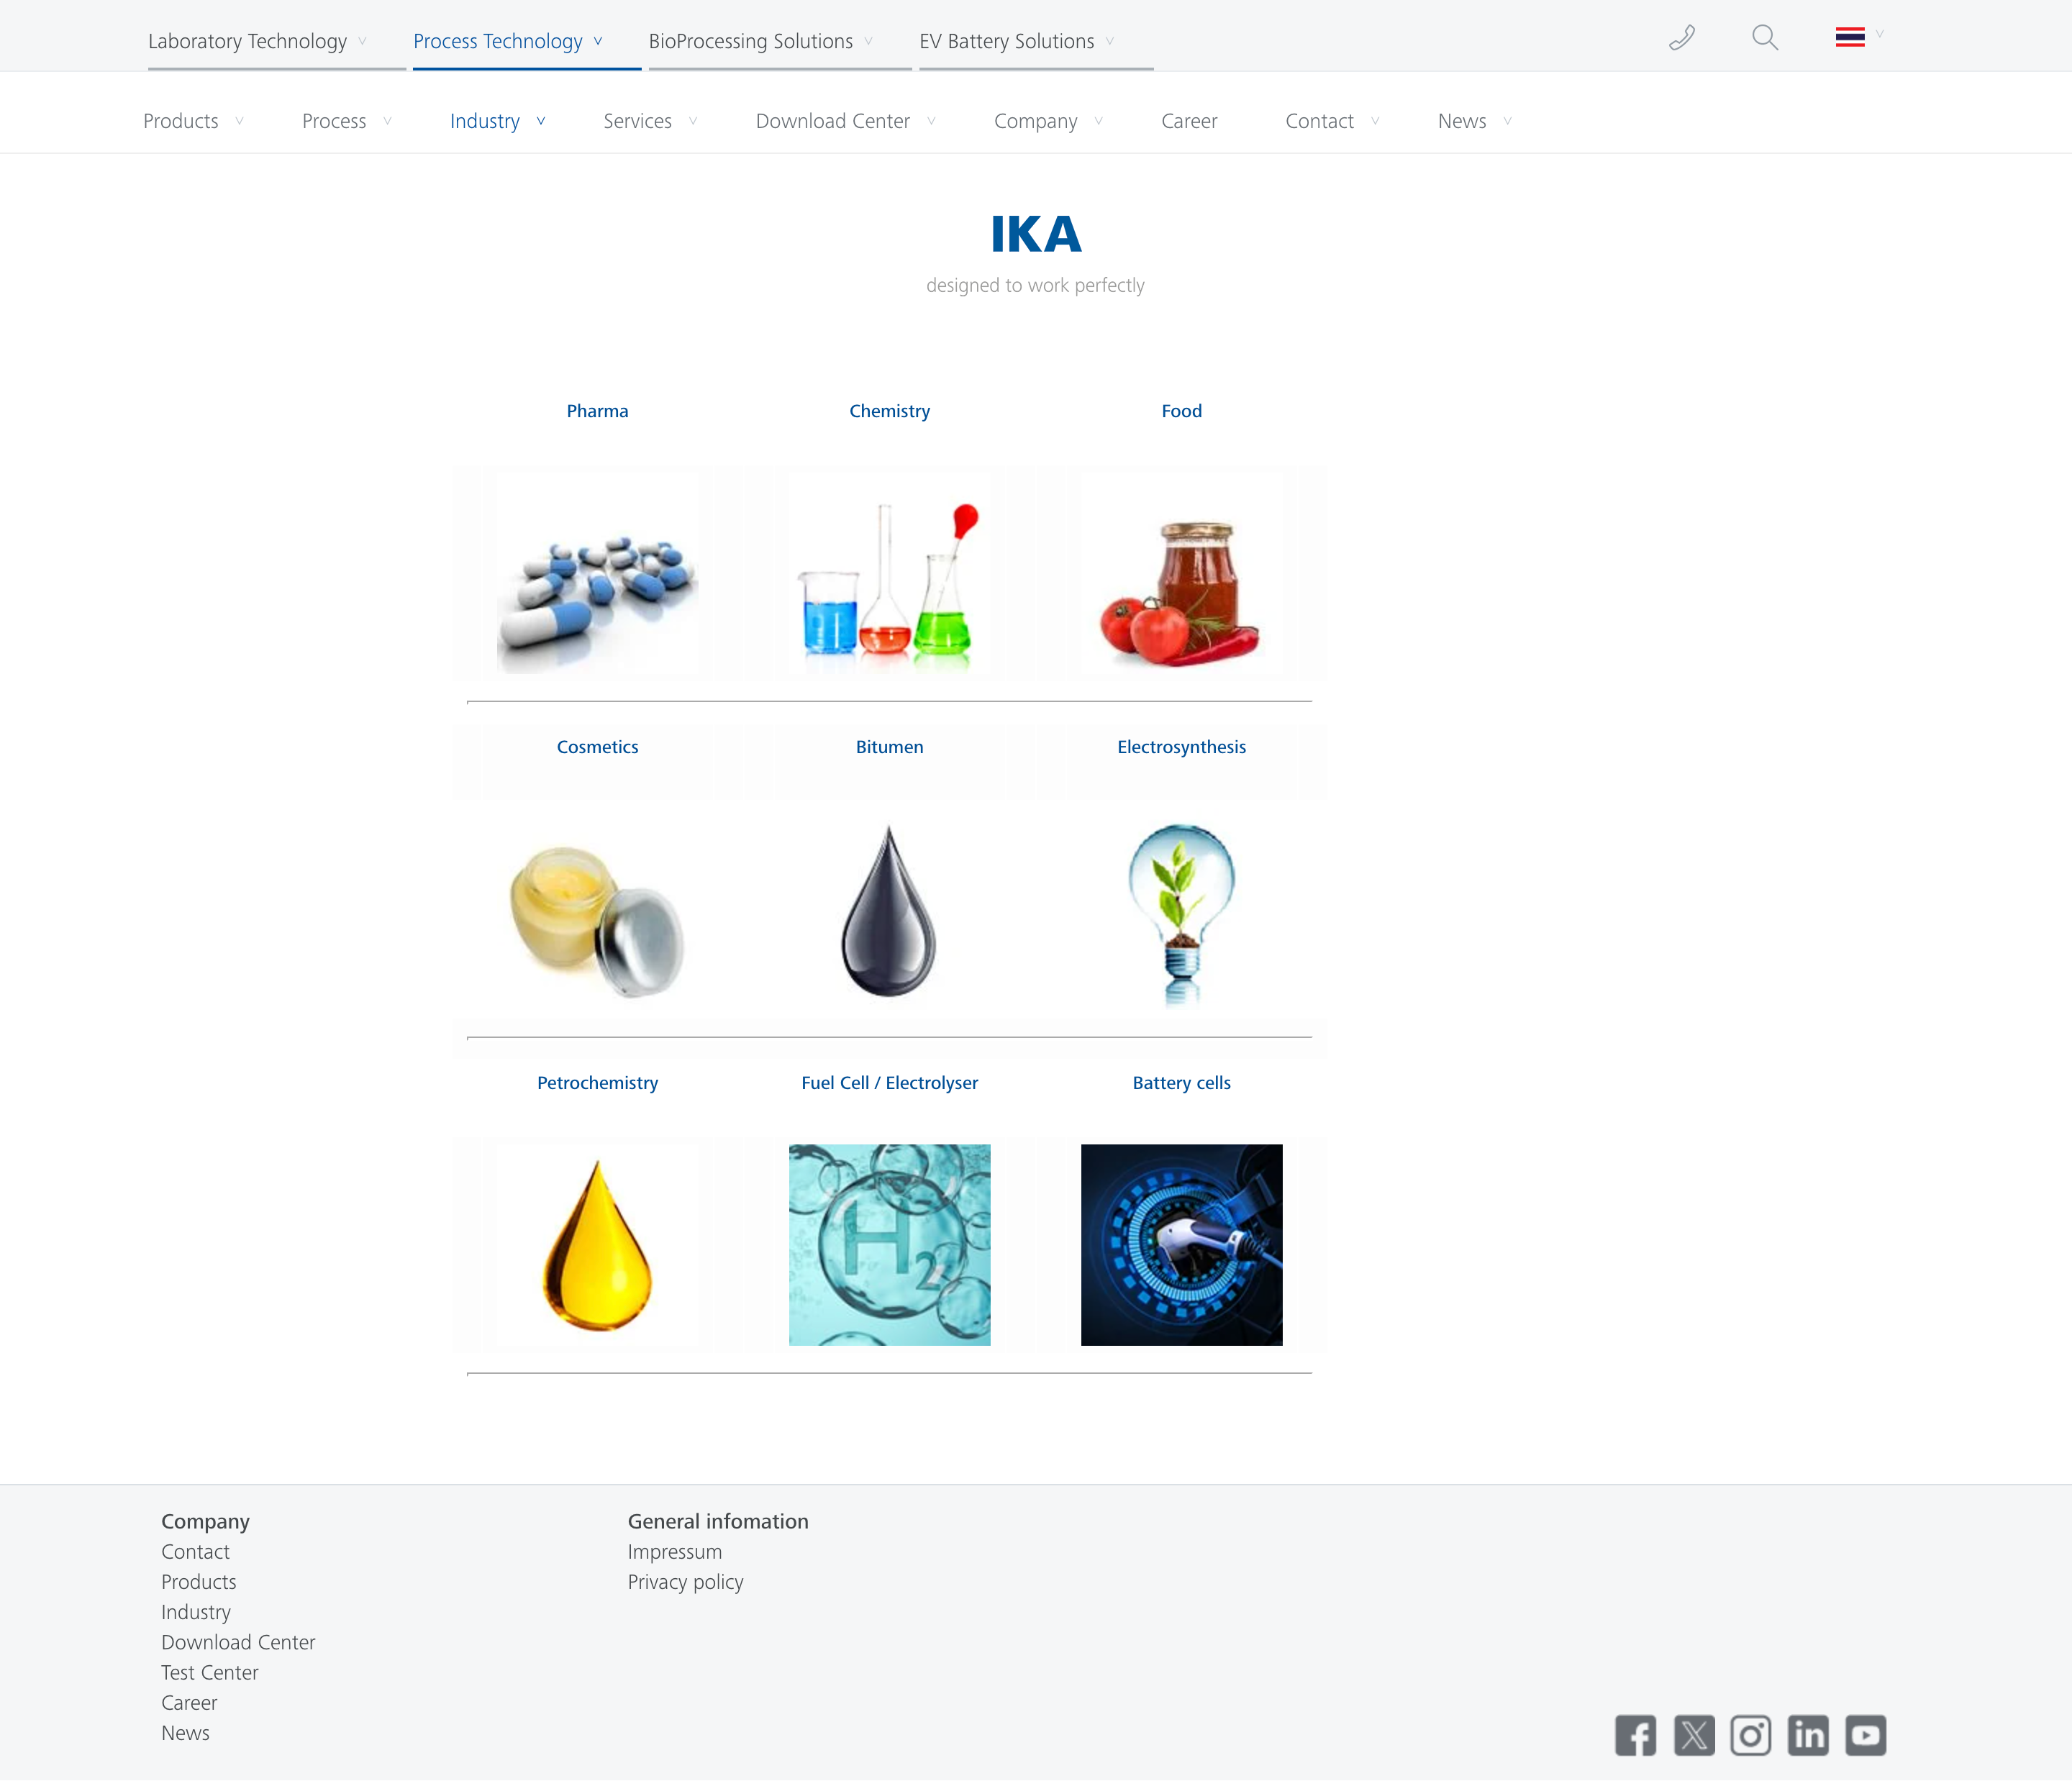 Laboratory Technology
Process Technology
BioProcessing Solutions
EV Battery Solutions
Products
Process
Industry
Services
Download Center
Company
Career
Contact
News
IKA
designed to work perfectly
Pharma
Chemistry
Food
Cosmetics
Bitumen
Electrosynthesis
Petrochemistry
Fuel Cell / Electrolyser
Battery cells
H2
Company
Contact
Products
Industry
Download Center
Test Center
Career
News
General infomation
Impressum
Privacy policy